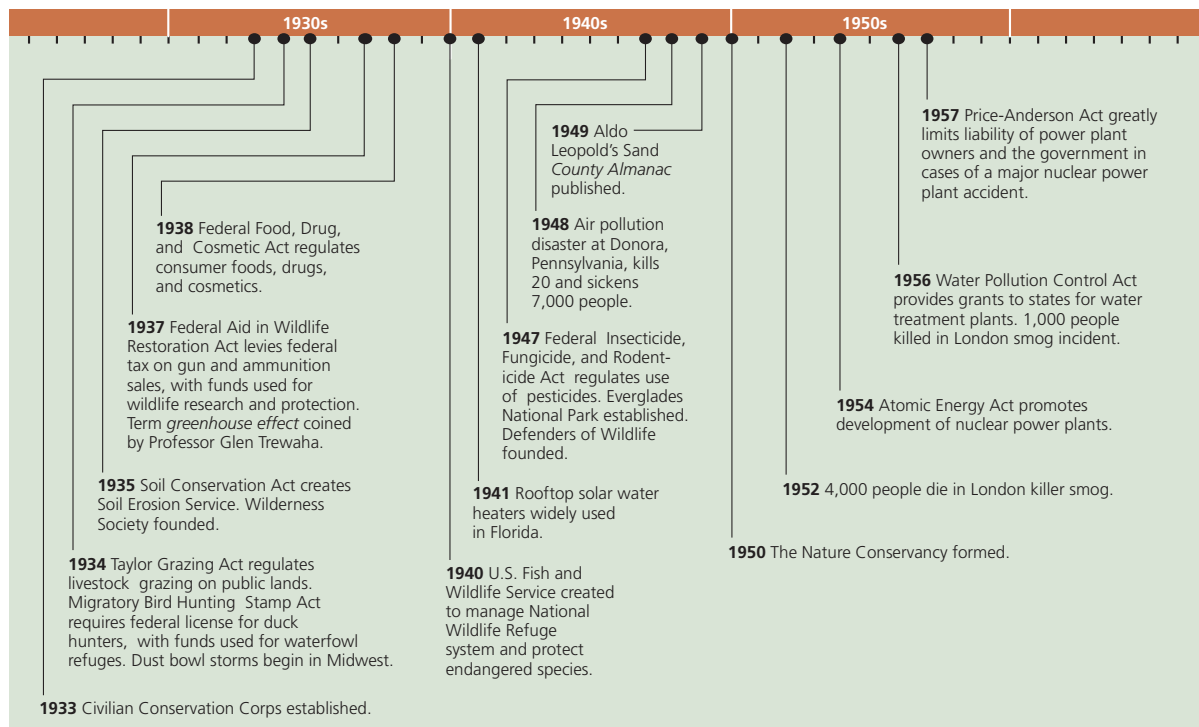 1930s
1940s
1950s
1933 Civilian Conservation Corps established.
1934 Taylor Grazing Act regulates
livestock grazing on public lands.
Migratory Bird Hunting Stamp Act
requires federal license for duck
hunters, with funds used for waterfowl
refuges. Dust bowl storms begin in Midwest.
1935 Soil Conservation Act creates
Soil Erosion Service. Wilderness
Society founded.
1937 Federal Aid in Wildlife
Restoration Act levies federal
tax on gun and ammunition
sales, with funds used for
wildlife research and protection.
Term greenhouse effect coined
by Professor Glen Trewaha.
1938 Federal Food, Drug,
and Cosmetic Act regulates
consumer foods, drugs,
and cosmetics.
1940 U.S. Fish and
Wildlife Service created
to manage National
Wildlife Refuge
system and protect
endangered species.
1941 Rooftop solar water
heaters widely used
in Florida.
1947 Federal Insecticide,
Fungicide, and Rodent-
icide Act regulates use
of pesticides. Everglades
National Park established.
Defenders of Wildlife
founded.
1948 Air pollution
disaster at Donora,
Pennsylvania, kills
20 and sickens
7,000 people.
1949 Aldo
Leopold's Sand
County Almanac
published.
1950 The Nature Conservancy formed.
1952 4,000 people die in London killer smog.
1954 Atomic Energy Act promotes
development of nuclear power plants.
1956 Water Pollution Control Act
provides grants to states for water
treatment plants. 1,000 people
killed in London smog incident.
1957 Price-Anderson Act greatly
limits liability of power plant
owners and the government in
cases of a major nuclear power
plant accident.